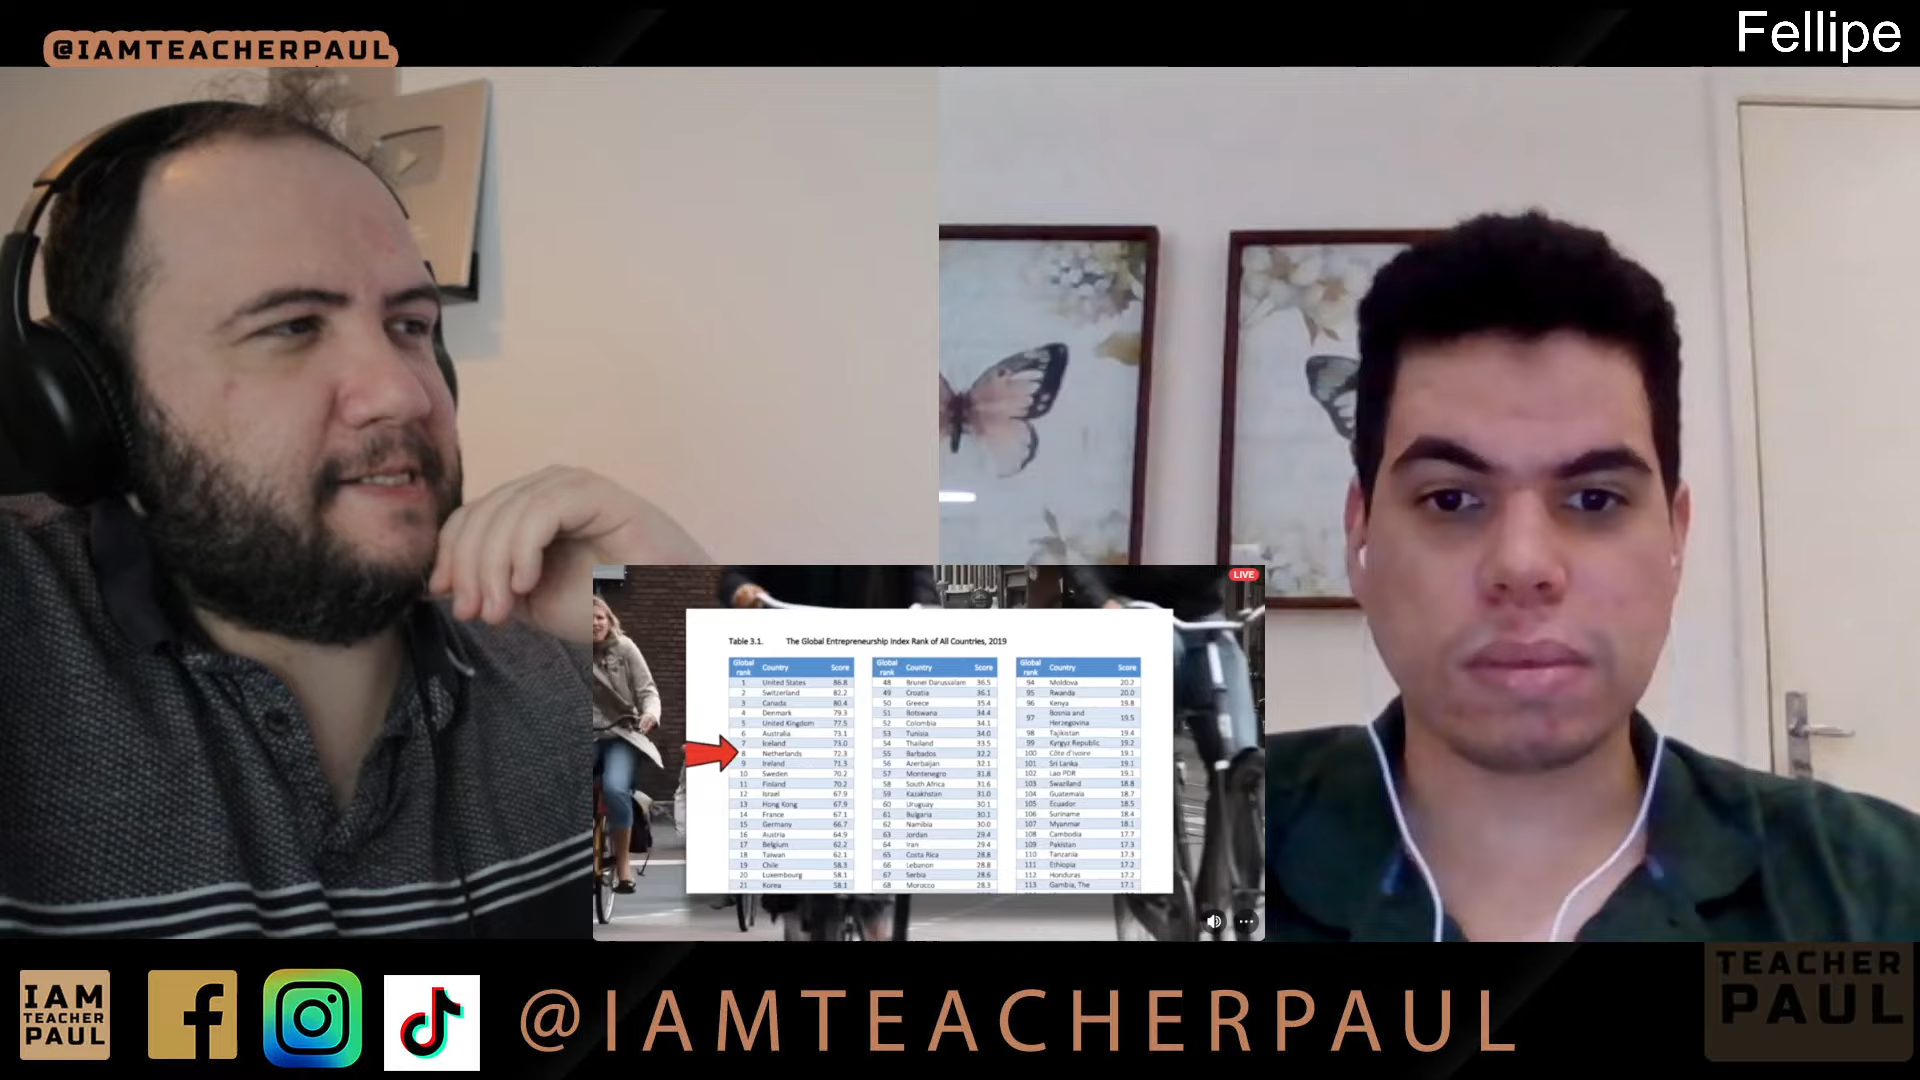 @IAMTEACHERPAUL
Fellipe
LIVE
Table 3.1. The Global Entrepreneurship Index Rank of All Countries, 2019
Global rank Country Score
1 United States 86.8
2 Switzerland 82.2
3 Canada 80.4
4 Denmark 79.3
5 United Kingdom 77.5
6 Australia 73.1
7 Iceland 73.0
8 Netherlands 72.3
9 Ireland 71.3
10 Sweden 70.2
11 Finland 70.2
12 Israel 67.9
13 Hong Kong 67.9
14 France 67.1
15 Germany 66.7
16 Austria 64.9
17 Belgium 62.2
18 Taiwan 62.1
19 Chile 58.3
20 Luxembourg 58.1
21 Korea 58.1
Global rank Country Score
48 Brunei Darussalam 36.5
49 Croatia 36.1
50 Greece 35.4
51 Botswana 34.4
52 Colombia 34.1
53 Tunisia 34.0
54 Thailand 33.5
55 Barbados 32.2
56 Azerbaijan 32.1
57 Montenegro 31.8
58 South Africa 31.6
59 Kazakhstan 31.0
60 Uruguay 30.1
61 Bulgaria 30.1
62 Namibia 30.0
63 Jordan 29.4
64 Iran 29.4
65 Costa Rica 28.8
66 Lebanon 28.8
67 Serbia 28.6
68 Morocco 28.3
Global rank Country Score
94 Moldova 20.2
95 Rwanda 20.0
96 Kenya 19.8
97 Bosnia and Herzegovina 19.5
98 Tajikistan 19.4
99 Kyrgyz Republic 19.2
100 Côte d'Ivoire 19.1
101 Sri Lanka 19.1
102 Lao PDR 19.1
103 Swaziland 18.8
104 Guatemala 18.7
105 Ecuador 18.5
106 Suriname 18.4
107 Myanmar 18.1
108 Cambodia 17.7
109 Pakistan 17.3
110 Tanzania 17.3
111 Ethiopia 17.2
112 Honduras 17.2
113 Gambia, The 17.1
IAM
TEACHER
PAUL
@IAMTEACHERPAUL
TEACHER
PAUL